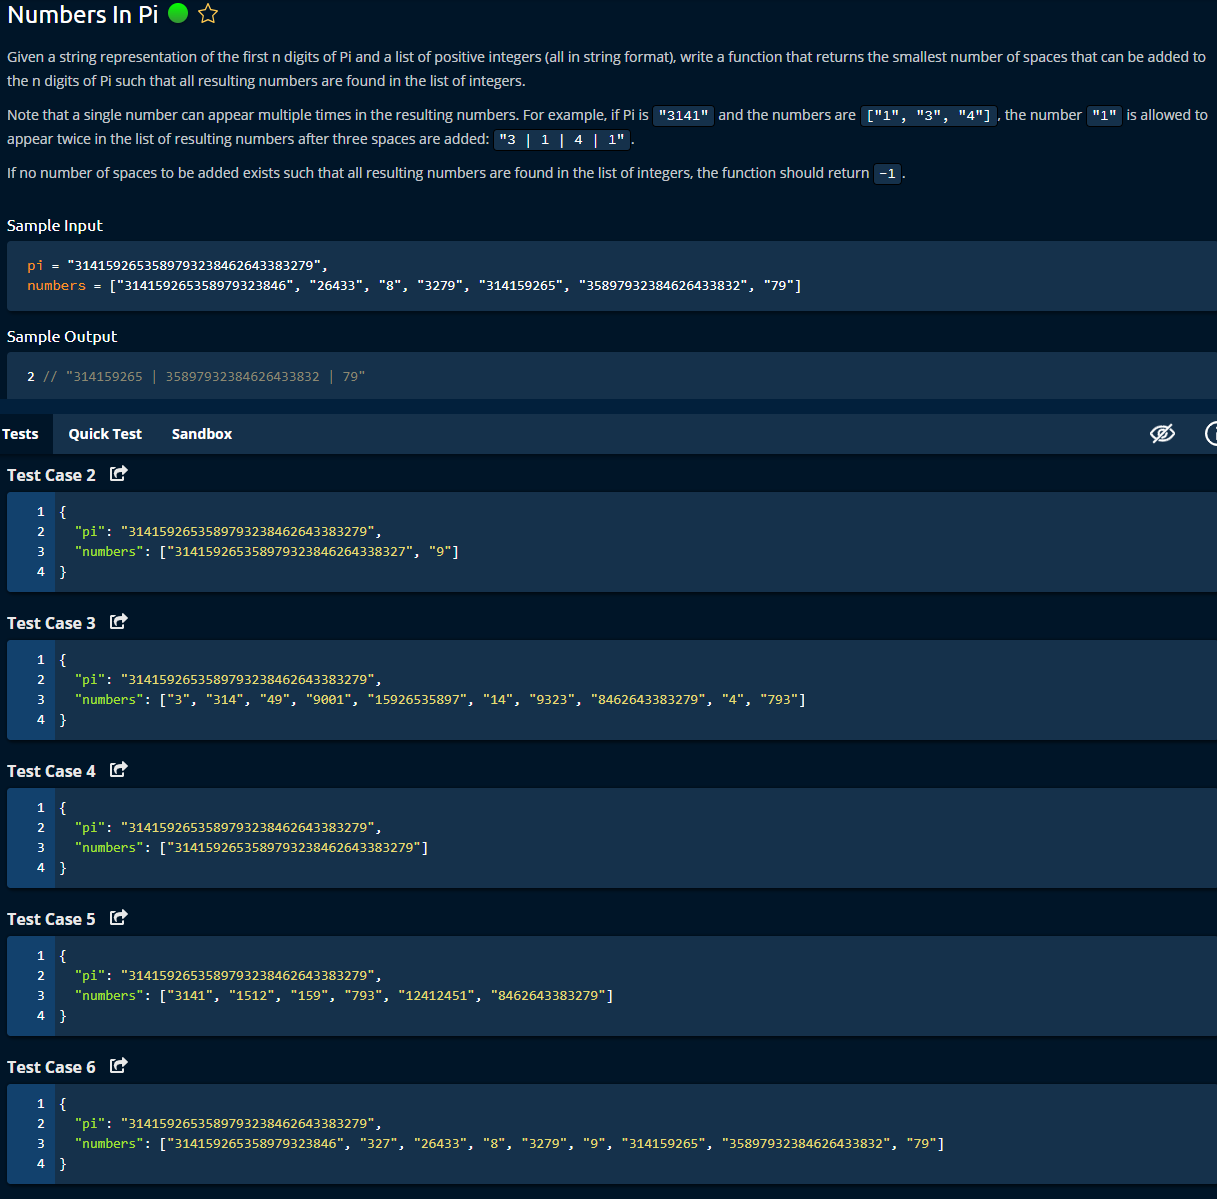 Numbers In Pi
Given a string representation of the first n digits of Pi and a list of positive integers (all in string format), write a function that returns the smallest number of spaces that can be added to
the n digits of Pi such that all resulting numbers are found in the list of integers.
Note that a single number can appear multiple times in the resulting numbers. For example, if Pi is "3141" and the numbers are ["1", "3", "4"], the number "1" is allowed to
appear twice in the list of resulting numbers after three spaces are added: "3 | 1 | 4 | 1".
If no number of spaces to be added exists such that all resulting numbers are found in the list of integers, the function should return -1.
Sample Input
pi = "3141592653589793238462643383279",
numbers = ["314159265358979323846", "26433", "8", "3279", "314159265", "35897932384626433832", "79"]
Sample Output
2 // "314159265 | 35897932384626433832 | 79"
Tests Quick Test Sandbox
Test Case 2
1 {
2 "pi": "3141592653589793238462643383279",
3 "numbers": ["314159265358979323846264338327", "9"]
4 }
Test Case 3
1 {
2 "pi": "3141592653589793238462643383279",
3 "numbers": ["3", "314", "49", "9001", "15926535897", "14", "9323", "8462643383279", "4", "793"]
4 }
Test Case 4
1 {
2 "pi": "3141592653589793238462643383279",
3 "numbers": ["3141592653589793238462643383279"]
4 }
Test Case 5
1 {
2 "pi": "3141592653589793238462643383279",
3 "numbers": ["3141", "1512", "159", "793", "12412451", "8462643383279"]
4 }
Test Case 6
1 {
2 "pi": "3141592653589793238462643383279",
3 "numbers": ["314159265358979323846", "327", "26433", "8", "3279", "9", "314159265", "35897932384626433832", "79"]
4 }